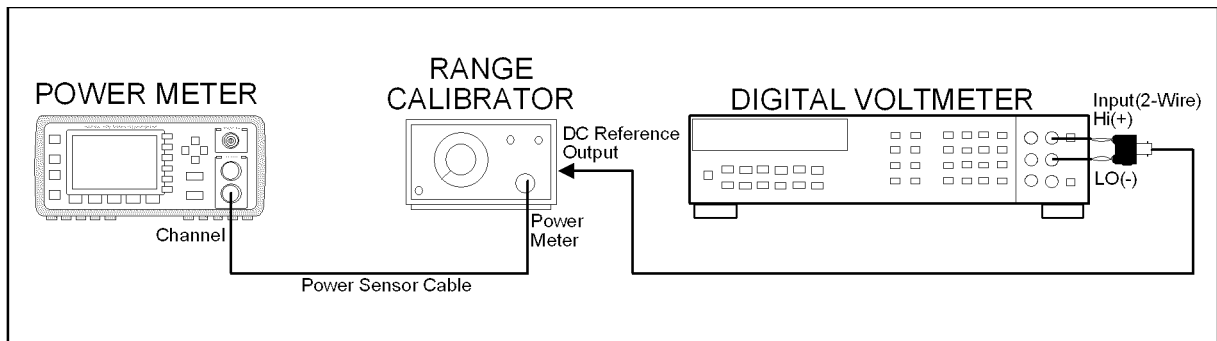 POWER METER
RANGE
CALIBRATOR
DIGITAL VOLTMETER
Input(2-Wire)
Hi(+)
LO(-)
DC Reference
Output
Power
Meter
Channel
Power Sensor Cable